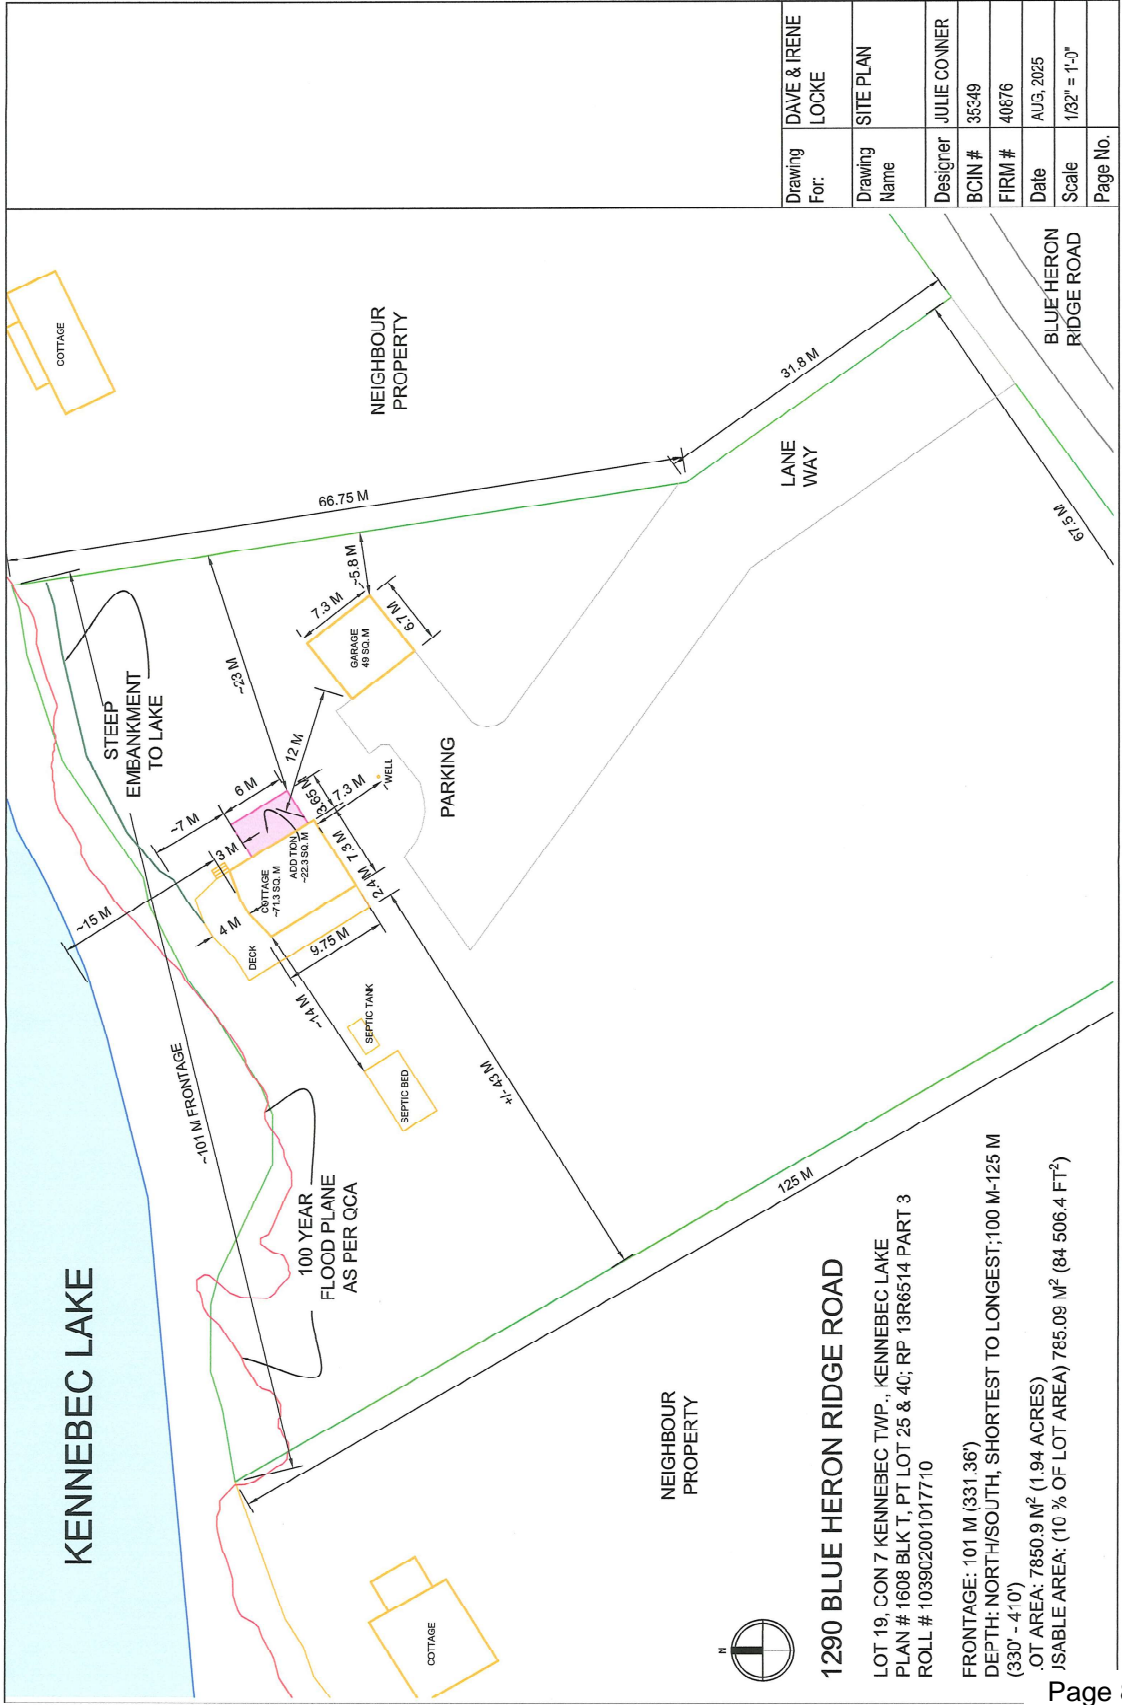 KENNEBEC LAKE
COTTAGE
NEIGHBOUR
PROPERTY
66.75 M
31.8 M
LANE
WAY
67.5 M
BLUE HERON
RIDGE ROAD
STEEP
EMBANKMENT
TO LAKE
~23 M
7.3 M
~5.8 M
GARAGE
49 SQ. M
6.7 M
12 M
6 M
~7 M
3.65 M
7.3 M
WELL
PARKING
3 M
~15 M
COTTAGE
~71.3 SQ. M
ADDTION
~22.3 SQ. M
7.3 M
2.4 M
4 M
DECK
9.75 M
~14 M
SEPTIC TANK
SEPTIC BED
+/- 43 M
~101 M FRONTAGE
100 YEAR
FLOOD PLANE
AS PER QCA
125 M
NEIGHBOUR
PROPERTY
COTTAGE
N
1290 BLUE HERON RIDGE ROAD
LOT 19, CON 7 KENNEBEC TWP., KENNEBEC LAKE
PLAN # 1608 BLK T, PT LOT 25 & 40; RP 13R6514 PART 3
ROLL # 103902001017710
FRONTAGE: 101 M (331.36')
DEPTH: NORTH/SOUTH, SHORTEST TO LONGEST;100 M-125 M
(330' - 410')
.OT AREA: 7850.9 M² (1.94 ACRES)
JSABLE AREA: (10 % OF LOT AREA) 785.09 M² (84 506.4 FT²)
Drawing For: DAVE & IRENE LOCKE
Drawing Name SITE PLAN
Designer JULIE CONNER
BCIN # 35349
FIRM # 40876
Date AUG, 2025
Scale 1/32" = 1'-0"
Page No.
Page